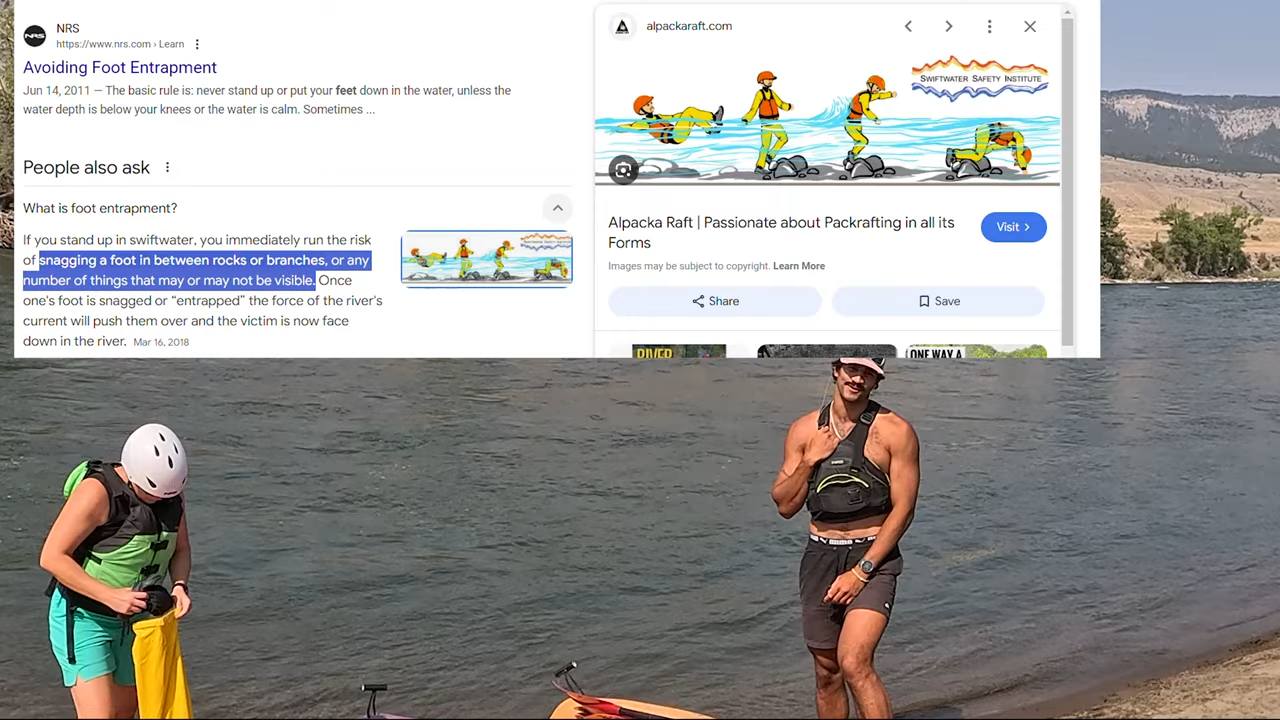 NRS
NRS
https://www.nrs.com › Learn
Avoiding Foot Entrapment
Jun 14, 2011 — The basic rule is: never stand up or put your feet down in the water, unless the
water depth is below your knees or the water is calm. Sometimes ...
People also ask
What is foot entrapment?
If you stand up in swiftwater, you immediately run the risk
of snagging a foot in between rocks or branches, or any
number of things that may or may not be visible. Once
one's foot is snagged or “entrapped” the force of the river's
current will push them over and the victim is now face
down in the river. Mar 16, 2018
alpackaraft.com
SWIFTWATER SAFETY INSTITUTE
Alpacka Raft | Passionate about Packrafting in all its
Forms
Visit
Images may be subject to copyright. Learn More
Share
Save
RIVER
ONE WAY A